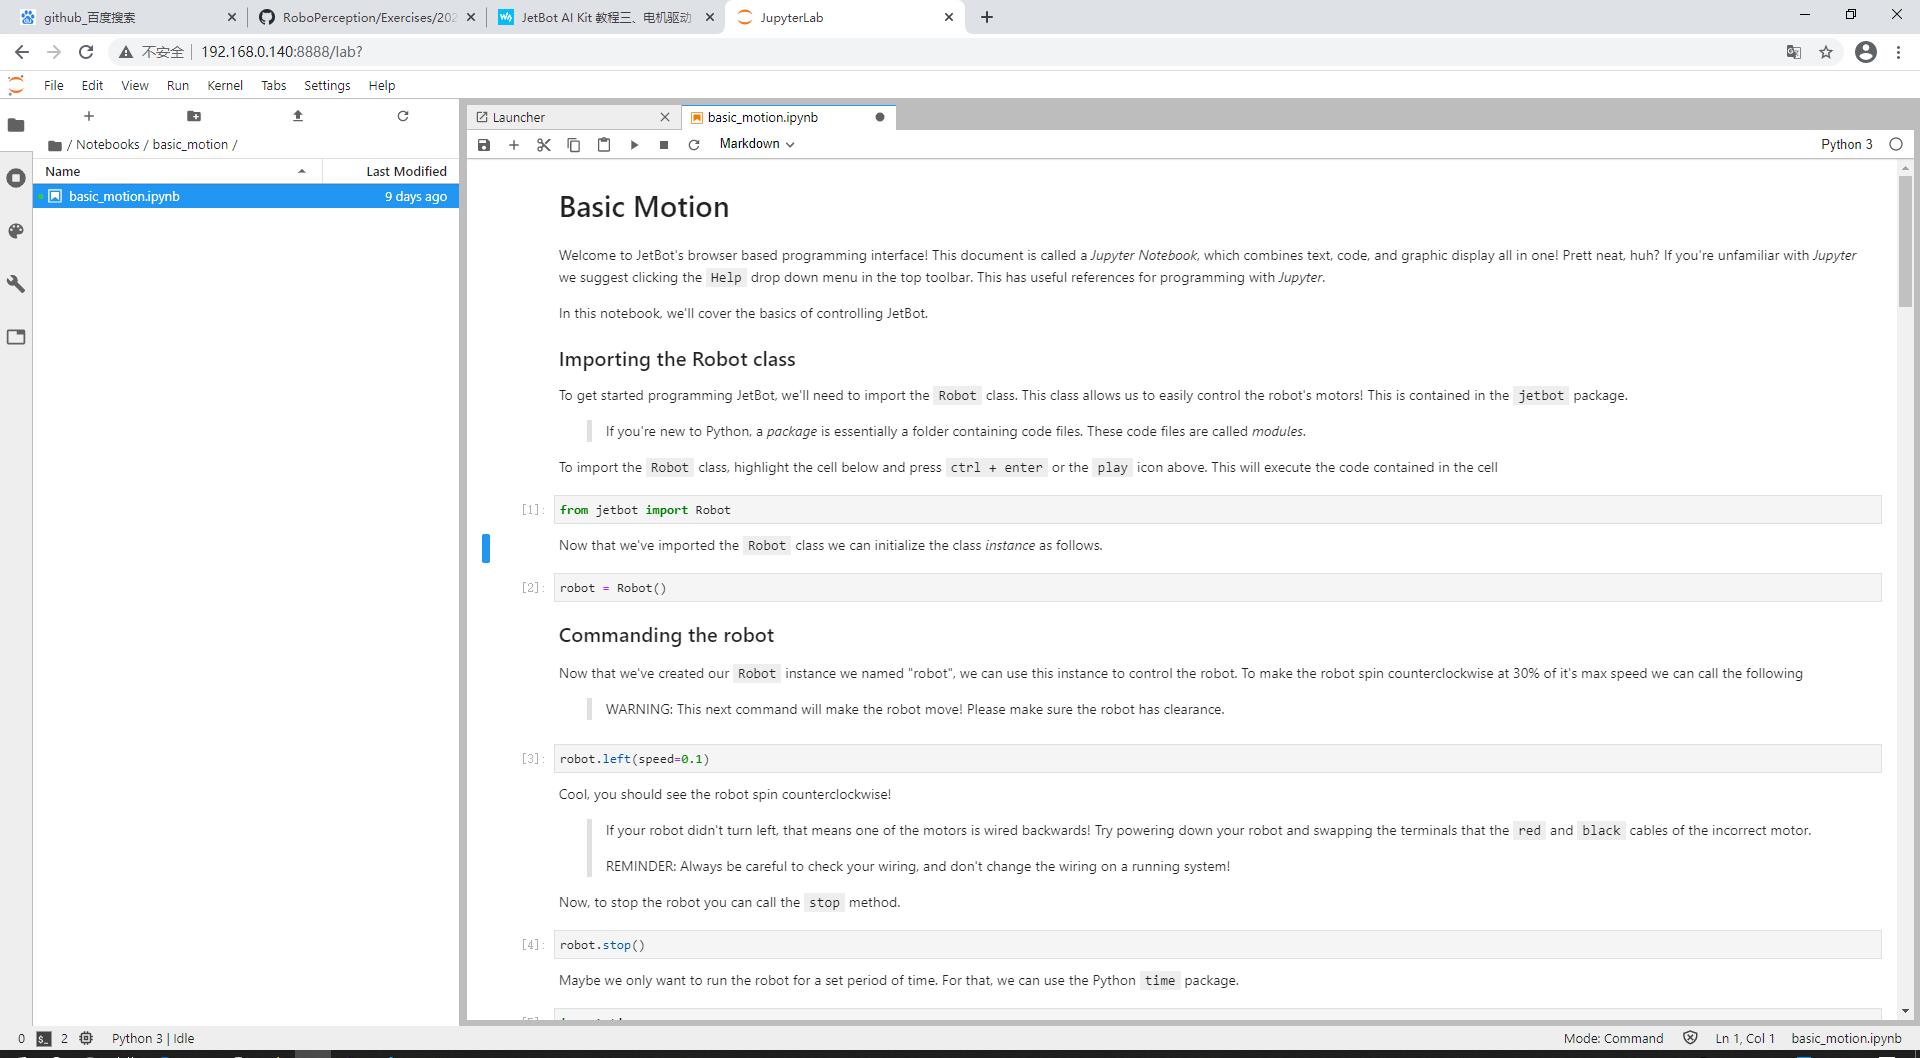 github_百度搜索
RoboPerception/Exercises/202
JetBot AI Kit 教程三、电机驱动
JupyterLab
不安全
192.168.0.140:8888/lab?
File Edit View Run Kernel Tabs Settings Help
Launcher
basic_motion.ipynb
/ Notebooks / basic_motion /
Markdown
Python 3
Name
Last Modified
basic_motion.ipynb
9 days ago
Basic Motion
Welcome to JetBot's browser based programming interface! This document is called a Jupyter Notebook, which combines text, code, and graphic display all in one! Prett neat, huh? If you're unfamiliar with Jupyter
we suggest clicking the Help drop down menu in the top toolbar. This has useful references for programming with Jupyter.
In this notebook, we'll cover the basics of controlling JetBot.
Importing the Robot class
To get started programming JetBot, we'll need to import the Robot class. This class allows us to easily control the robot's motors! This is contained in the jetbot package.
If you're new to Python, a package is essentially a folder containing code files. These code files are called modules.
To import the Robot class, highlight the cell below and press ctrl + enter or the play icon above. This will execute the code contained in the cell
[1]: from jetbot import Robot
Now that we've imported the Robot class we can initialize the class instance as follows.
[2]: robot = Robot()
Commanding the robot
Now that we've created our Robot instance we named "robot", we can use this instance to control the robot. To make the robot spin counterclockwise at 30% of it's max speed we can call the following
WARNING: This next command will make the robot move! Please make sure the robot has clearance.
[3]: robot.left(speed=0.1)
Cool, you should see the robot spin counterclockwise!
If your robot didn't turn left, that means one of the motors is wired backwards! Try powering down your robot and swapping the terminals that the red and black cables of the incorrect motor.
REMINDER: Always be careful to check your wiring, and don't change the wiring on a running system!
Now, to stop the robot you can call the stop method.
[4]: robot.stop()
Maybe we only want to run the robot for a set period of time. For that, we can use the Python time package.
0 2 Python 3 | Idle
Mode: Command Ln 1, Col 1 basic_motion.ipynb